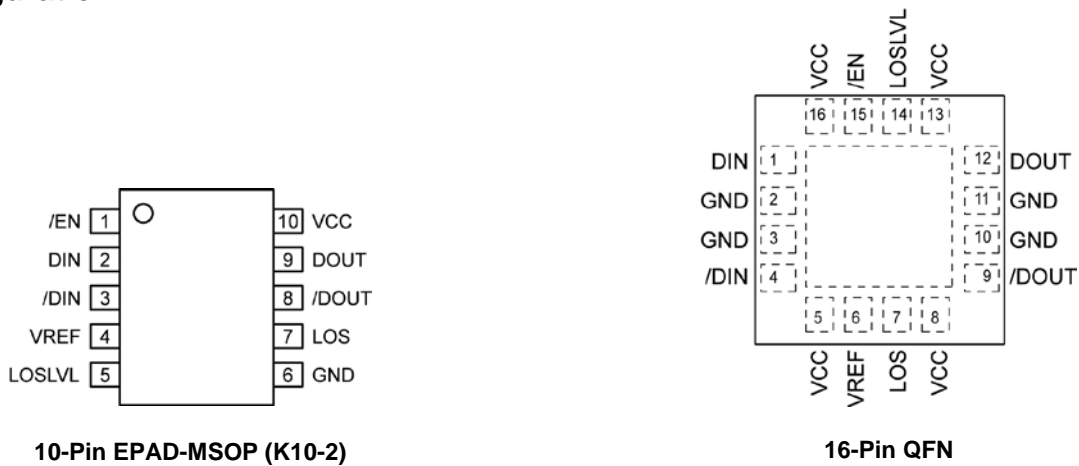 /EN 1 10 VCC
DIN 2 9 DOUT
/DIN 3 8 /DOUT
VREF 4 7 LOS
LOSLVL 5 6 GND
10-Pin EPAD-MSOP (K10-2)
VCC /EN LOSLVL VCC
16 15 14 13
DIN 1 12 DOUT
GND 2 11 GND
GND 3 10 GND
/DIN 4 9 /DOUT
5 6 7 8
VCC VREF LOS VCC
16-Pin QFN